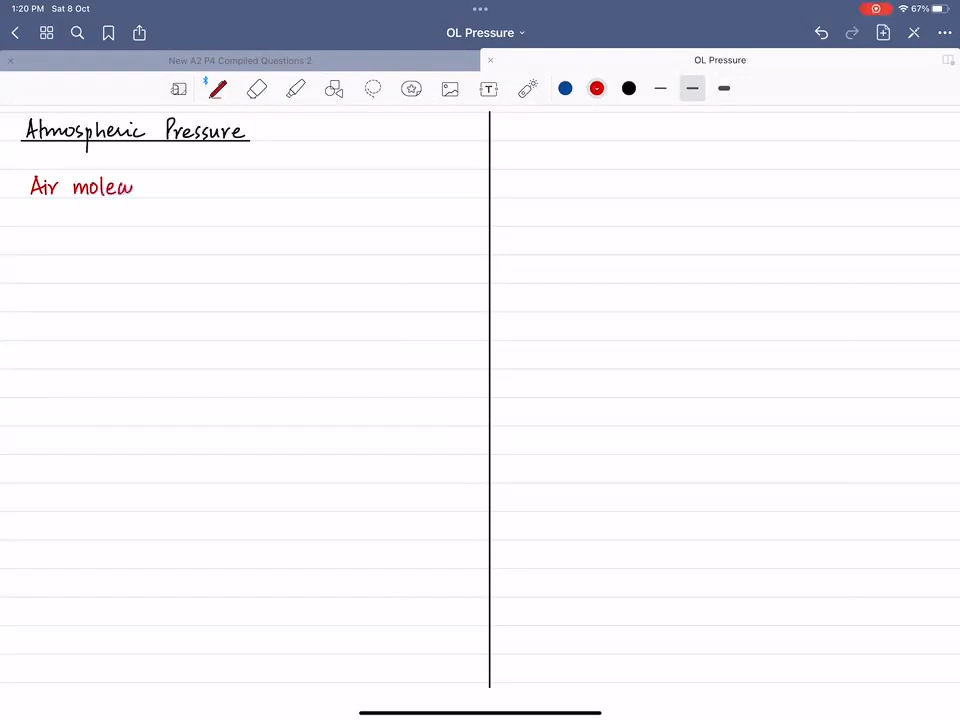 1:20 PM Sat 8 Oct
67%
OL Pressure
New A2 P4 Compiled Questions 2
OL Pressure
T
Atmospheric Pressure
Air molecu